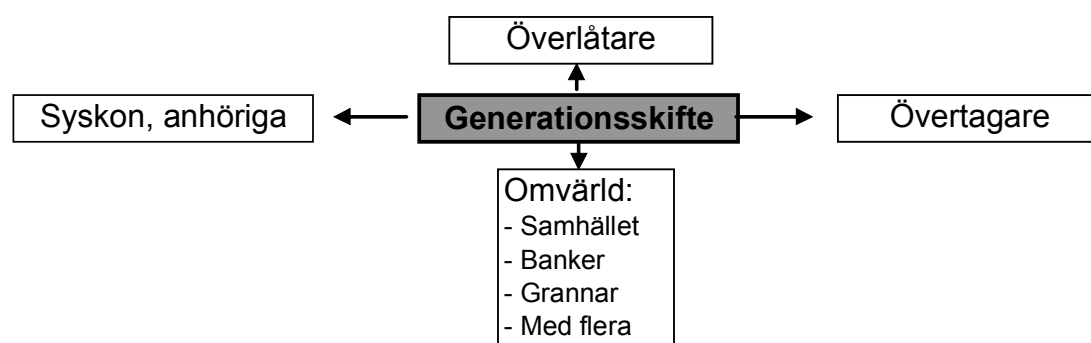 Överlåtare
Syskon, anhöriga
Generationsskifte
Övertagare
Omvärld:
- Samhället
- Banker
- Grannar
- Med flera